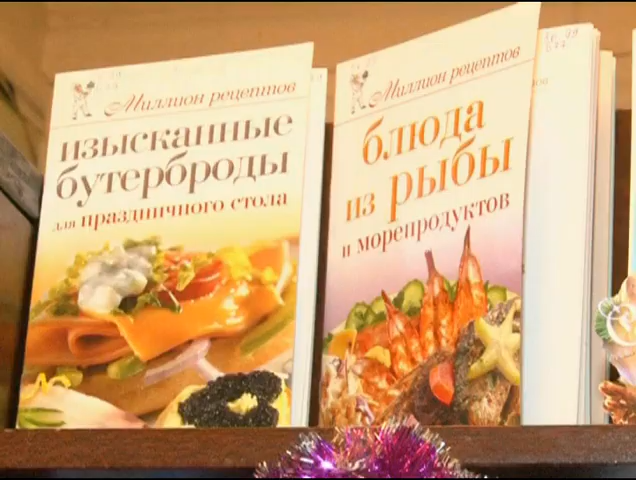 Миллион рецептов
изысканные
бутерброды
для праздничного стола
Миллион рецептов
блюда
из рыбы
и морепродуктов